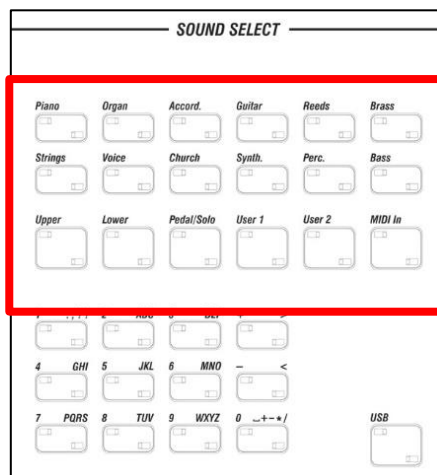 SOUND SELECT
Piano Organ Accord. Guitar Reeds Brass
Strings Voice Church Synth. Perc. Bass
Upper Lower Pedal/Solo User 1 User 2 MIDI In
4 GHI 5 JKL 6 MNO – <
7 PQRS 8 TUV 9 WXYZ 0 ⎵+-*/ USB